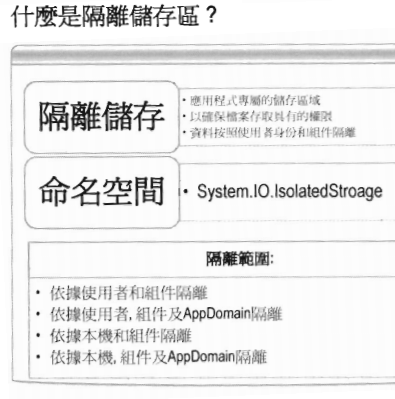 什麼是隔離儲存區？
隔離儲存
• 應用程式專屬的儲存區域
• 以確保檔案存取具有的權限
• 資料按照使用者身份和組件隔離
命名空間
• System.IO.IsolatedStroage
隔離範圍:
• 依據使用者和組件隔離
• 依據使用者, 組件及AppDomain隔離
• 依據本機和組件隔離
• 依據本機, 組件及AppDomain隔離